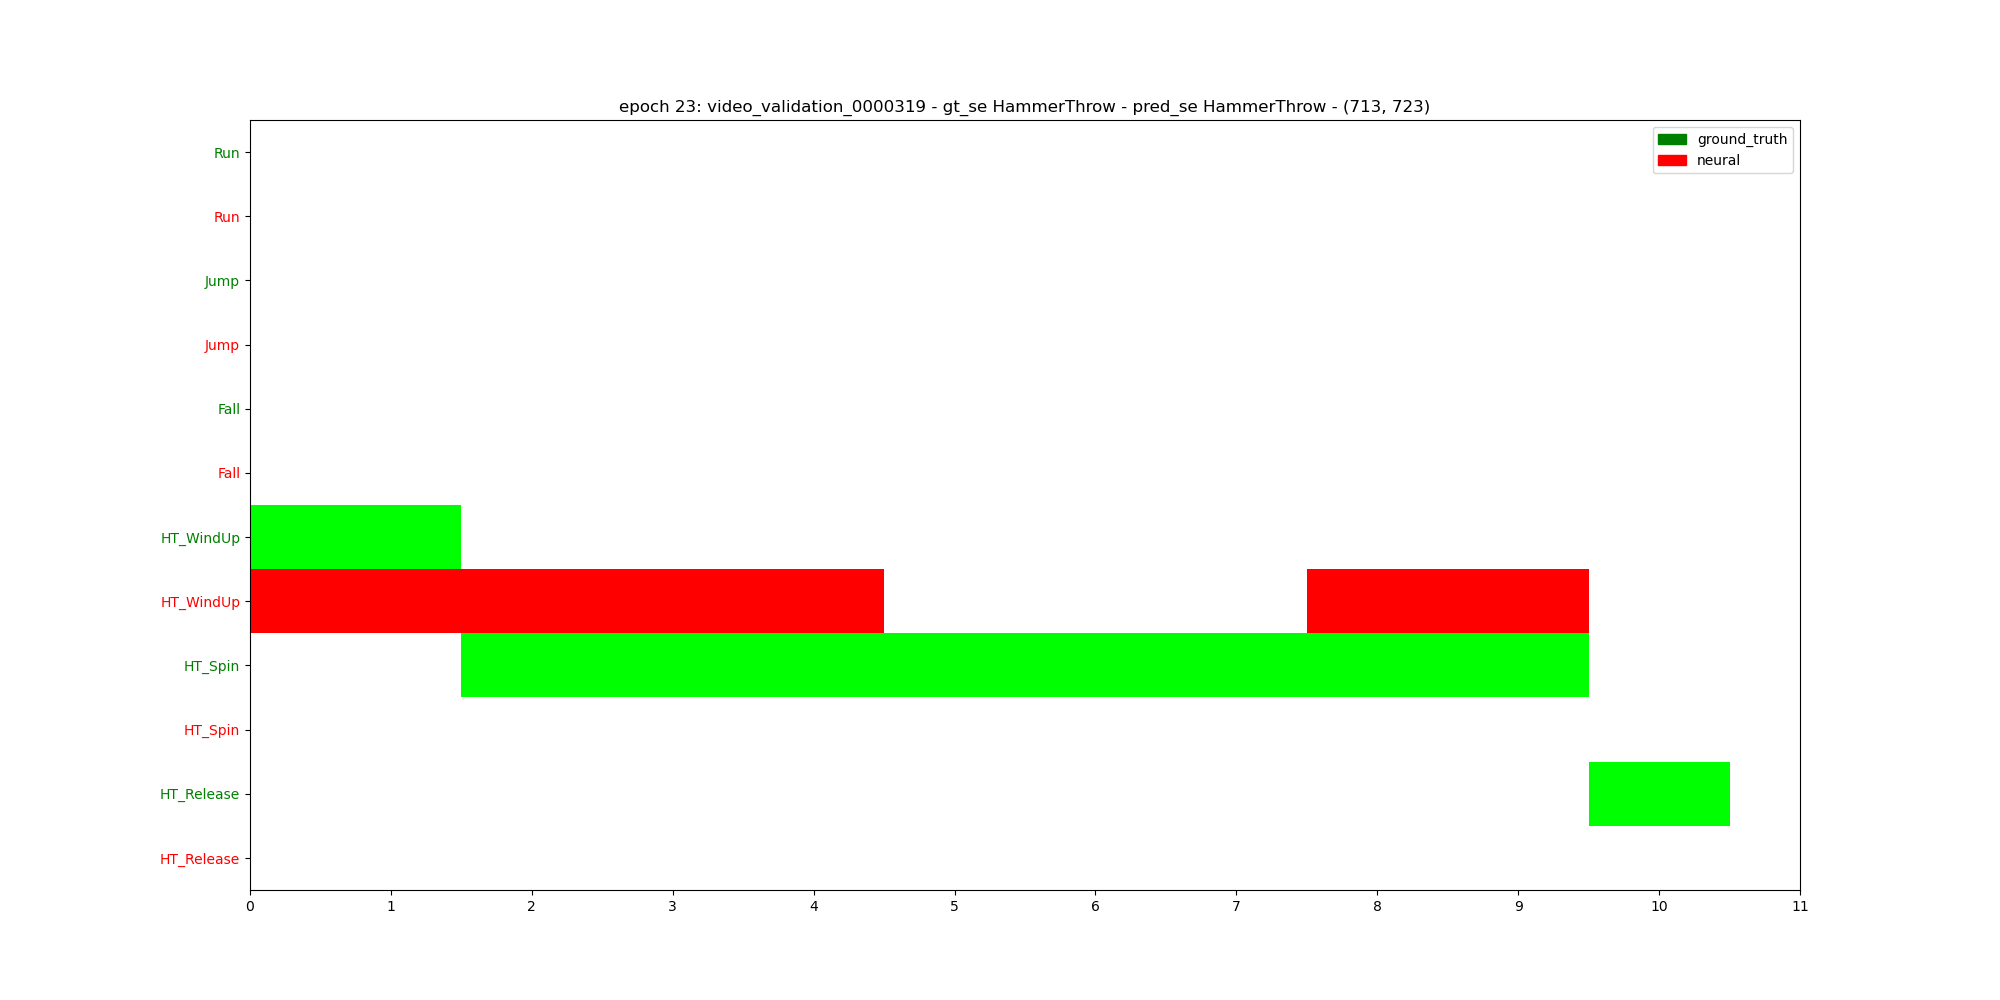 epoch 23: video_validation_0000319 - gt_se HammerThrow - pred_se HammerThrow - (713, 723)
ground_truth
neural
Run
Run
Jump
Jump
Fall
Fall
HT_WindUp
HT_WindUp
HT_Spin
HT_Spin
HT_Release
HT_Release
0 1 2 3 4 5 6 7 8 9 10 11